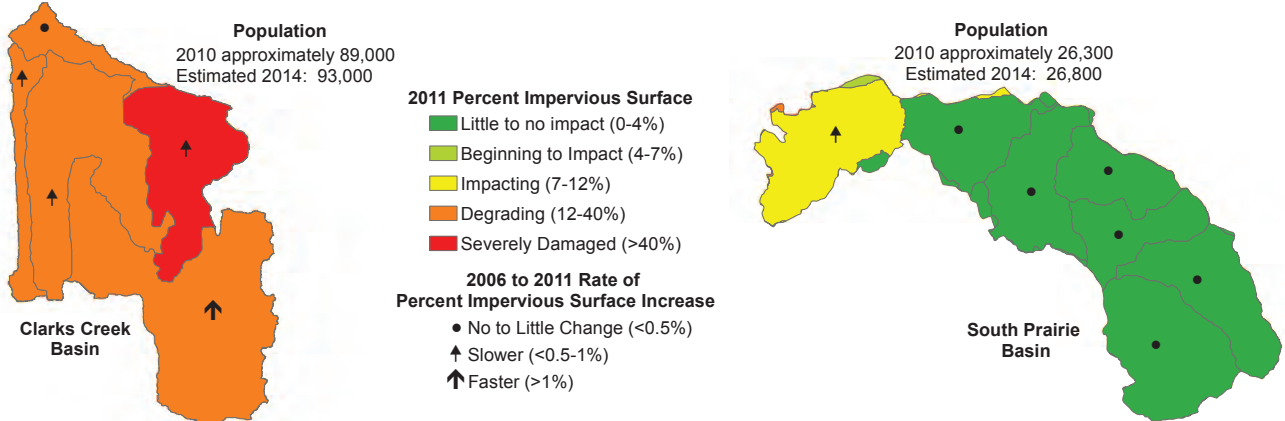 Population
2010 approximately 89,000
Estimated 2014: 93,000
Clarks Creek
Basin
2011 Percent Impervious Surface
Little to no impact (0-4%)
Beginning to Impact (4-7%)
Impacting (7-12%)
Degrading (12-40%)
Severely Damaged (>40%)
2006 to 2011 Rate of
Percent Impervious Surface Increase
No to Little Change (<0.5%)
Slower (<0.5-1%)
Faster (>1%)
Population
2010 approximately 26,300
Estimated 2014: 26,800
South Prairie
Basin